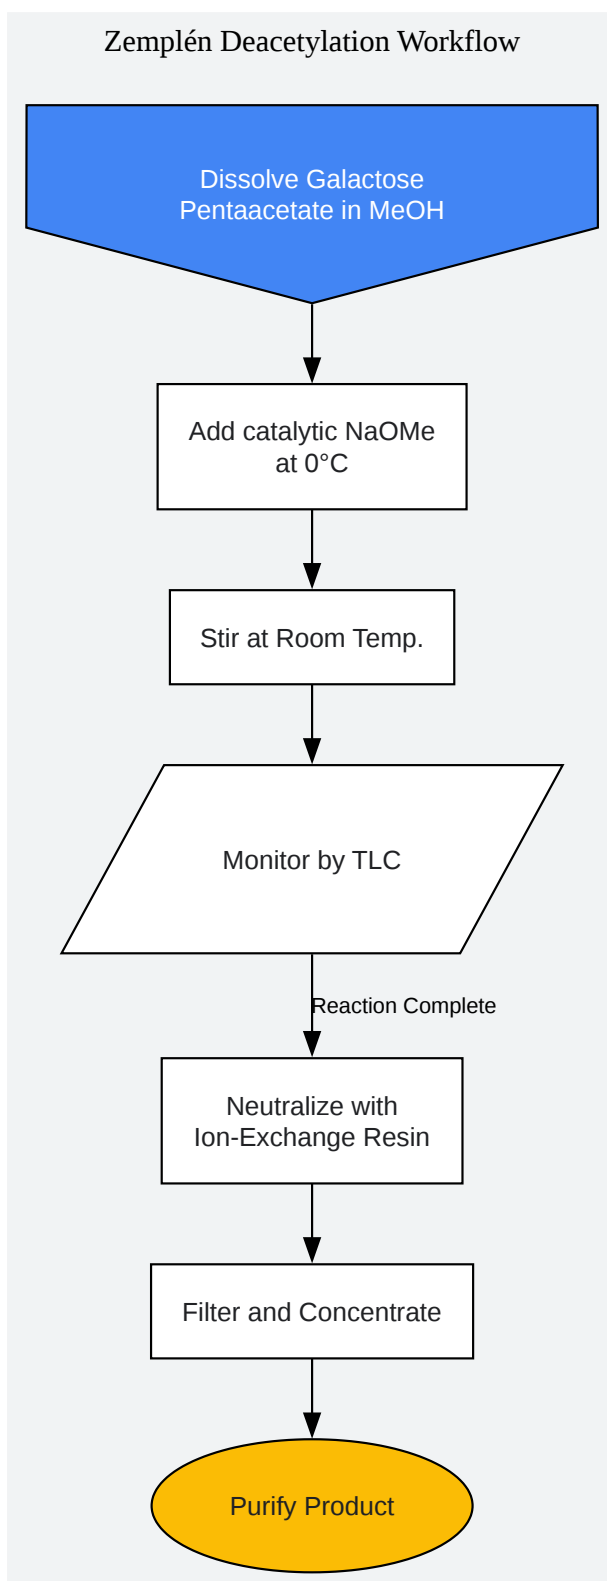 Zemplén Deacetylation Workflow
Dissolve Galactose
Pentaacetate in MeOH
Add catalytic NaOMe
at 0°C
Stir at Room Temp.
Monitor by TLC
Reaction Complete
Neutralize with
Ion-Exchange Resin
Filter and Concentrate
Purify Product